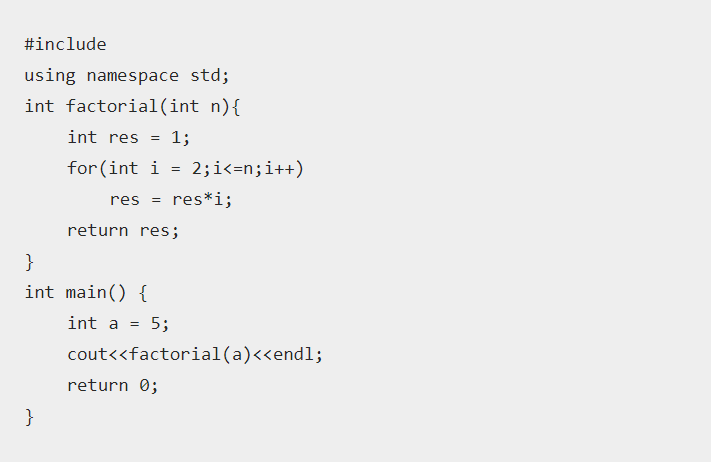 #include
using namespace std;
int factorial(int n){
    int res = 1;
    for(int i = 2;i<=n;i++)
        res = res*i;
    return res;
}
int main() {
    int a = 5;
    cout<<factorial(a)<<endl;
    return 0;
}